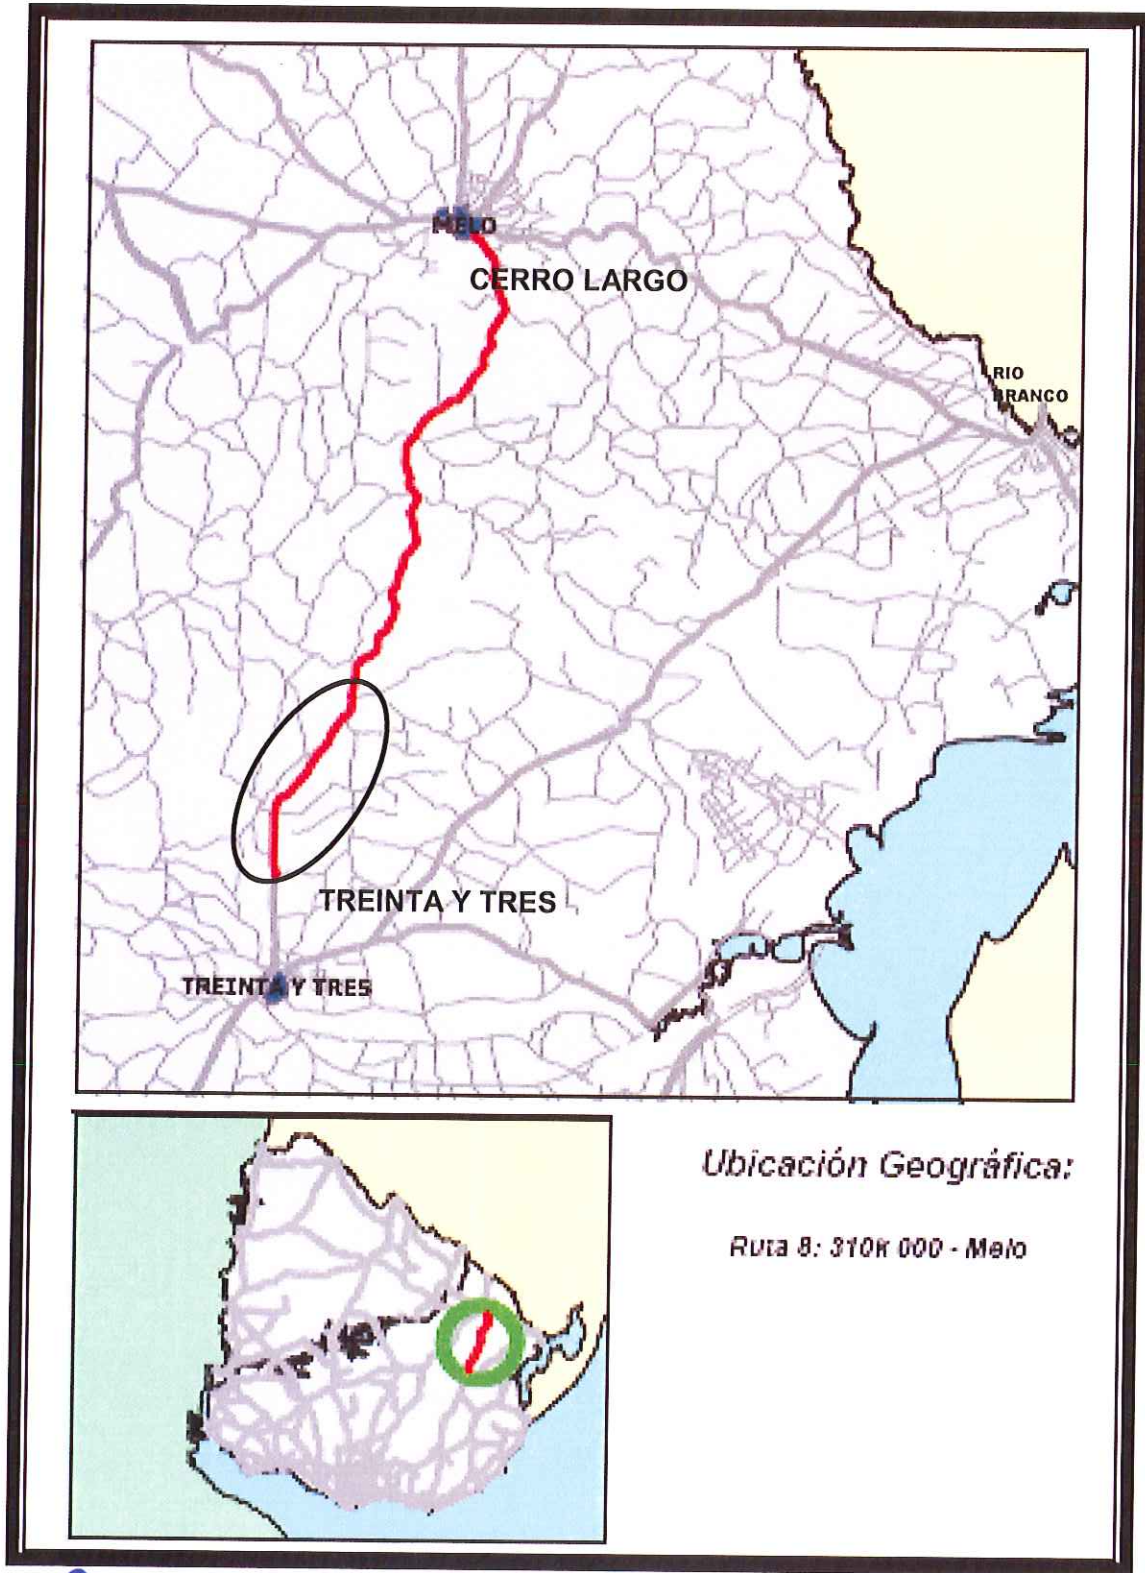 MELO
CERRO LARGO
RIO
BRANCO
TREINTA Y TRES
TREINTA Y TRES
Ubicación Geográfica:
Ruta 8: 310k 000 - Melo